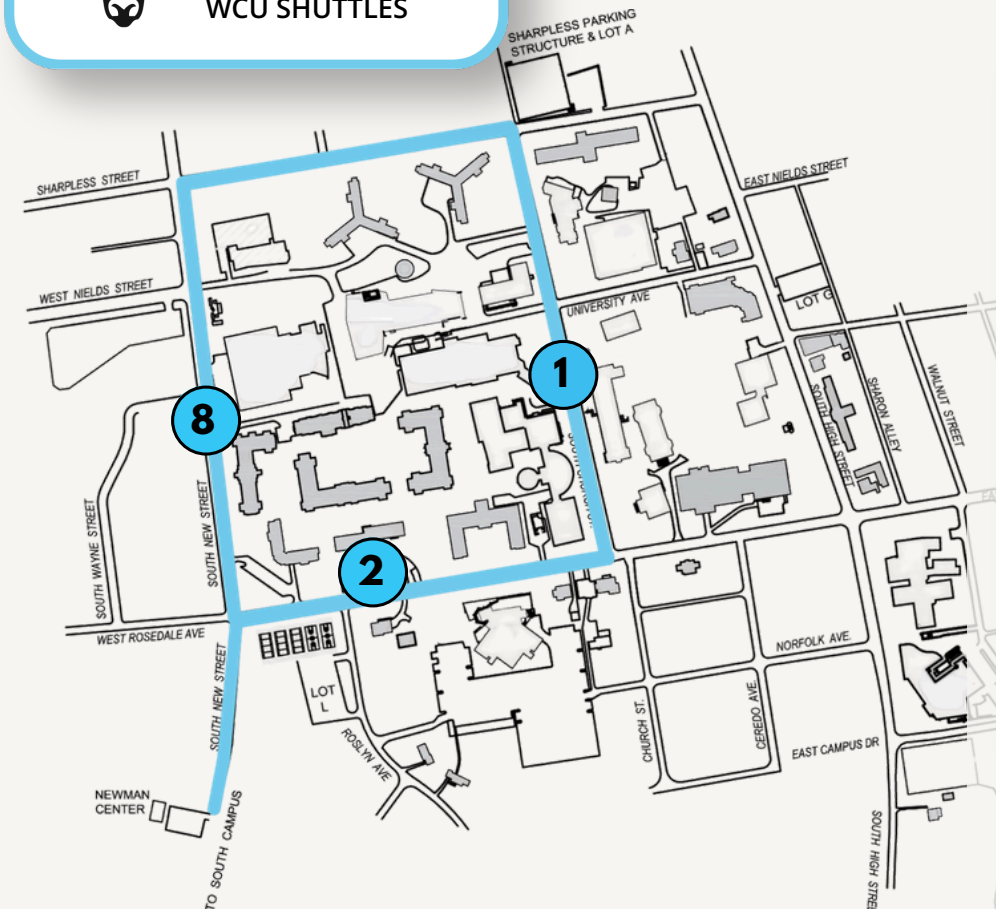 WCU SHUTTLES
SHARPLESS PARKING
STRUCTURE & LOT A
SHARPLESS STREET
EAST NIELDS STREET
WEST NIELDS STREET
UNIVERSITY AVE
LOT G
1
8
2
SOUTH HIGH STREET
SHARON ALLEY
WALNUT STREET
SOUTH WAYNE STREET
SOUTH NEW STREET
WEST ROSEDALE AVE
SOUTH NEW STREET
LOT
L
ROSLYN AVE
NORFOLK AVE.
CHURCH ST.
CEREDO AVE.
EAST CAMPUS DR
NEWMAN
CENTER
TO SOUTH CAMPUS
SOUTH HIGH STREE